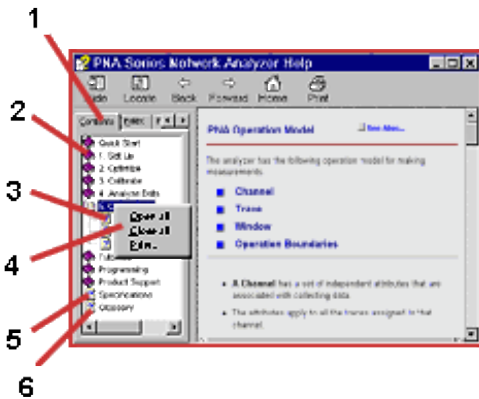 1
PNA Series Network Analyzer Help
Hide Locate Back Forward Home Print
2
Contents Index
PNA Operation Model See Also...
Quick Start
1. Set Up
2. Optimize
3. Calibrate
4. Analyze Data
The analyzer has the following operation model for making
measurements.
3
Channel
Trace
Window
Operation Boundaries
Open all
Close all
Print...
4
Tutorials
Programming
Product Support
Specifications
Glossary
A Channel has a set of independent attributes that are
associated with collecting data.
The attributes apply to all the traces assigned to that
channel.
5
6